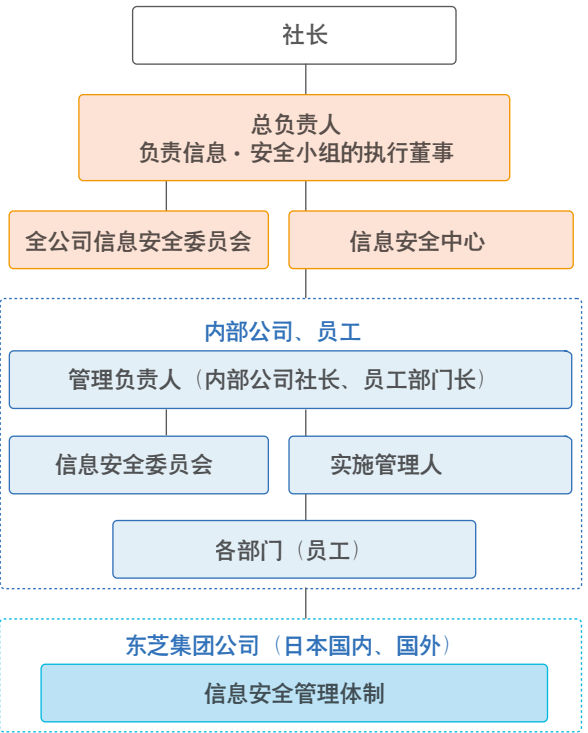 社长
总负责人
负责信息・安全小组的执行董事
全公司信息安全委员会
信息安全中心
内部公司、员工
管理负责人（内部公司社长、员工部门长）
信息安全委员会
实施管理人
各部门（员工）
东芝集团公司（日本国内、国外）
信息安全管理体制